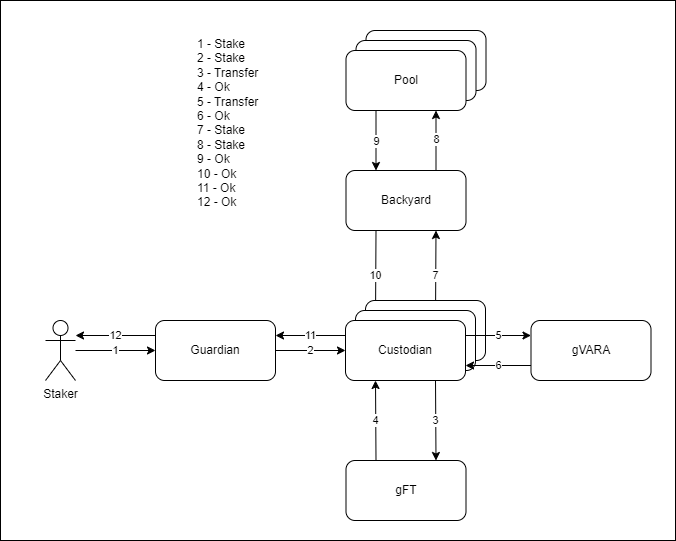 1 - Stake
2 - Stake
3 - Transfer
4 - Ok
5 - Transfer
6 - Ok
7 - Stake
8 - Stake
9 - Ok
10 - Ok
11 - Ok
12 - Ok
Pool
9
8
Backyard
10
7
12
11
5
Guardian
Custodian
gVARA
1
2
6
Staker
4
3
gFT